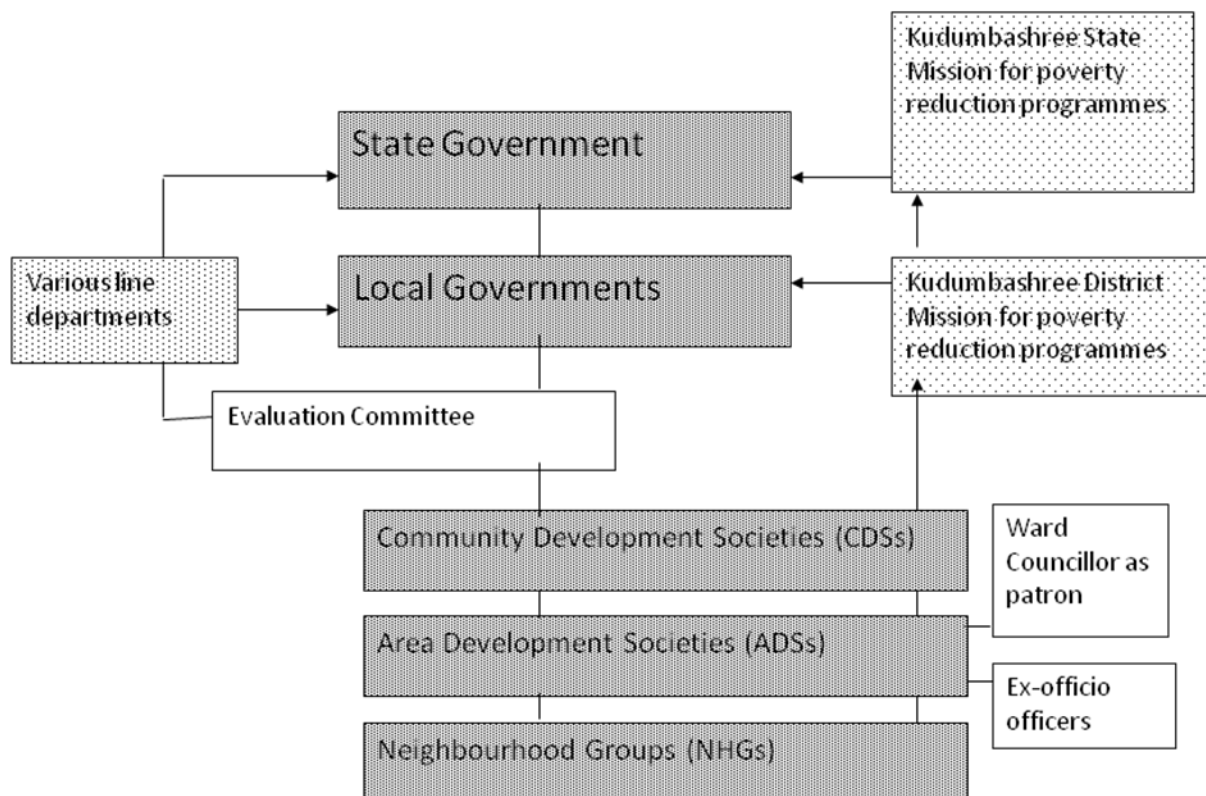 Kudumbashree State
Mission for poverty
reduction programmes
State Government
Various line
departments
Local Governments
Kudumbashree District
Mission for poverty
reduction programmes
Evaluation Committee
Community Development Societies (CDSs)
Ward
Councillor as
patron
Area Development Societies (ADSs)
Ex-officio
officers
Neighbourhood Groups (NHGs)